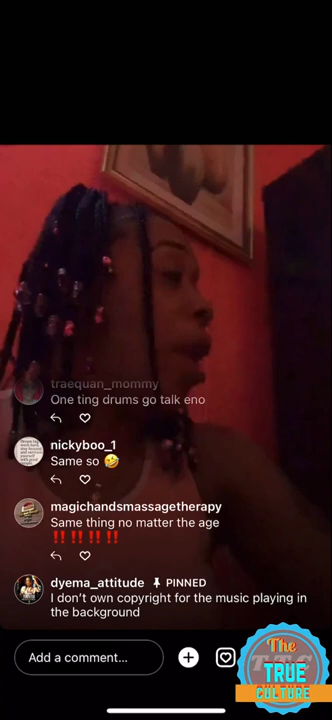 traequan_mommy
One ting drums go talk eno
nickyboo_1
Same so 🤣
magichandsmassagetherapy
Same thing no matter the age
‼️‼️‼️‼️
dyema_attitude PINNED
I don't own copyright for the music playing in
the background
Add a comment...
The
TRUE
CULTURE